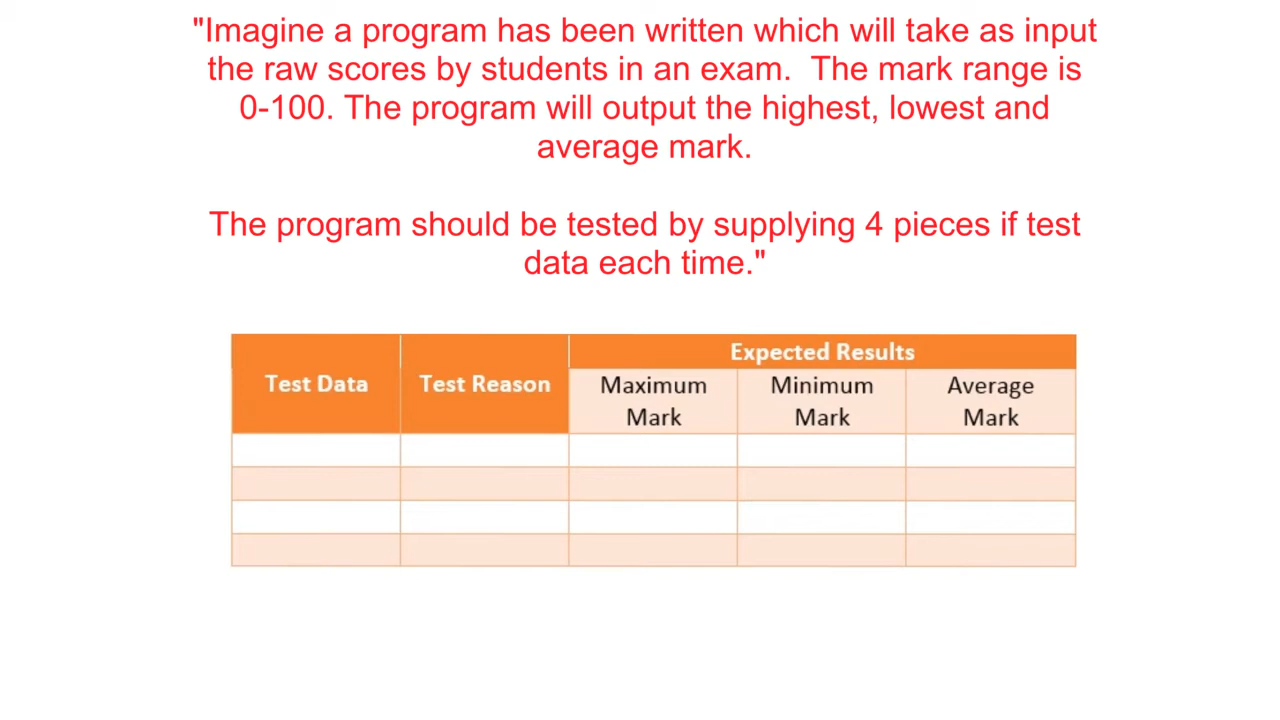 "Imagine a program has been written which will take as input
the raw scores by students in an exam.  The mark range is
0-100. The program will output the highest, lowest and
average mark.
The program should be tested by supplying 4 pieces if test
data each time."
Expected Results
Test Data
Test Reason
Maximum
Mark
Minimum
Mark
Average
Mark